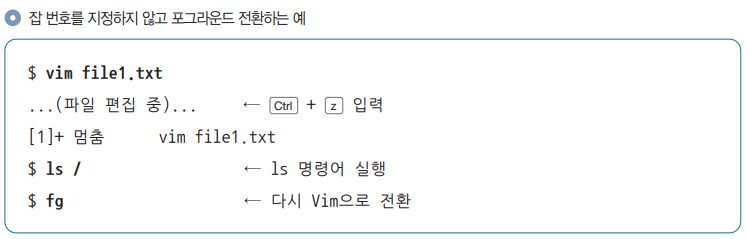 잡 번호를 지정하지 않고 포그라운드 전환하는 예
$ vim file1.txt
...(파일 편집 중)... ← Ctrl + z 입력
[1]+ 멈춤 vim file1.txt
$ ls / ← ls 명령어 실행
$ fg ← 다시 Vim으로 전환